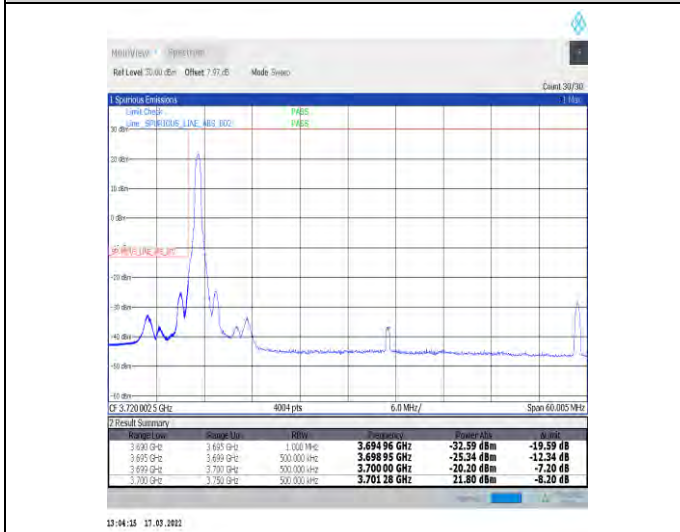 MultiView Spectrum
Ref Level 30.00 dBm Offset 7.97 dB Mode Sweep
Count 30/30
1 Spurious Emissions
Limit Check PASS
Line _SPURIOUS_LINE_ABS_002 PASS
30 dBm
20 dBm
10 dBm
0 dBm
-20 dBm
-30 dBm
-40 dBm
-50 dBm
-60 dBm
CF 3.720 002 5 GHz 4004 pts 6.0 MHz/ Span 60.005 MHz
2 Result Summary
Range Low Range Up RBW Frequency Power Abs ΔLimit
3.690 GHz 3.695 GHz 1.000 MHz 3.694 96 GHz -32.59 dBm -19.59 dB
3.695 GHz 3.699 GHz 500.000 kHz 3.698 95 GHz -25.34 dBm -12.34 dB
3.699 GHz 3.700 GHz 500.000 kHz 3.700 00 GHz -20.20 dBm -7.20 dB
3.700 GHz 3.750 GHz 500.000 kHz 3.701 28 GHz 21.80 dBm -8.20 dB
13:04:15 17.03.2022